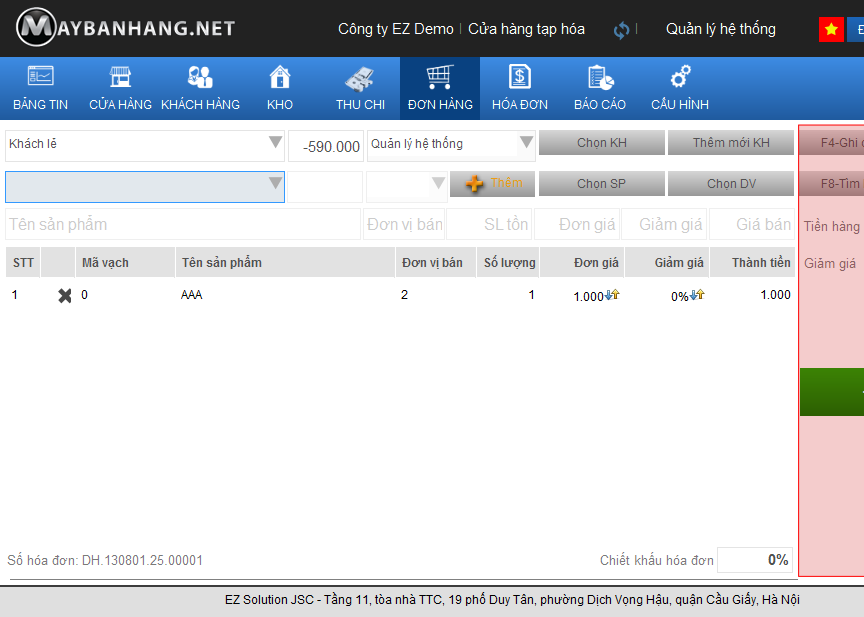 MAYBANHANG.NET Công ty EZ Demo | Cửa hàng tạp hóa | Quản lý hệ thống
BẢNG TIN CỬA HÀNG KHÁCH HÀNG KHO THU CHI ĐƠN HÀNG HÓA ĐƠN BÁO CÁO CẤU HÌNH
Khách lẻ -590.000 Quản lý hệ thống Chọn KH Thêm mới KH F4-Ghi
Thêm Chọn SP Chọn DV F8-Tìm
Tên sản phẩm Đơn vị bán SL tồn Đơn giá Giảm giá Giá bán Tiền hàng
STT Mã vạch Tên sản phẩm Đơn vị bán Số lượng Đơn giá Giảm giá Thành tiền Giảm giá
1 0 AAA 2 1 1.000 0% 1.000
Số hóa đơn: DH.130801.25.00001 Chiết khấu hóa đơn 0%
EZ Solution JSC - Tầng 11, tòa nhà TTC, 19 phố Duy Tân, phường Dịch Vọng Hậu, quận Cầu Giấy, Hà Nội